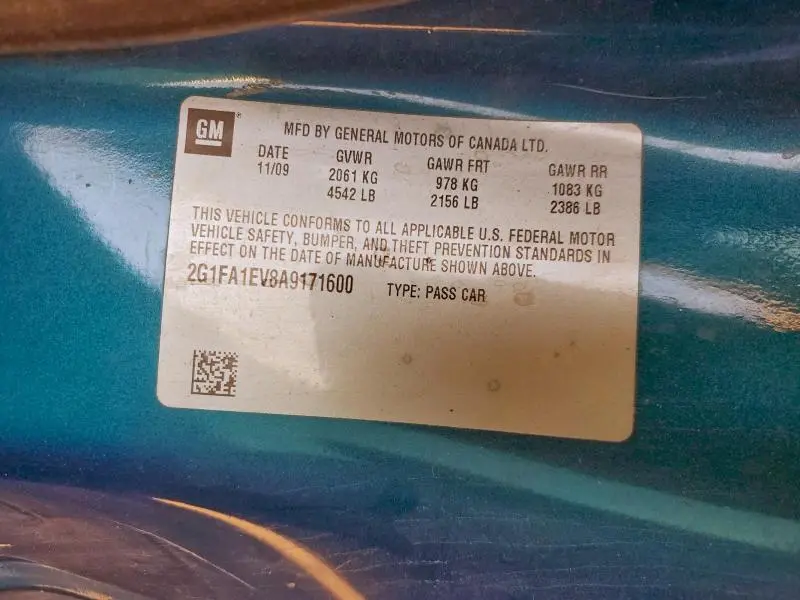 GM®
MFD BY GENERAL MOTORS OF CANADA LTD.
DATE GVWR GAWR FRT GAWR RR
11/09 2061 KG 978 KG 1083 KG
4542 LB 2156 LB 2386 LB
THIS VEHICLE CONFORMS TO ALL APPLICABLE U.S. FEDERAL MOTOR
VEHICLE SAFETY, BUMPER, AND THEFT PREVENTION STANDARDS IN
EFFECT ON THE DATE OF MANUFACTURE SHOWN ABOVE.
2G1FA1EV8A9171600 TYPE: PASS CAR